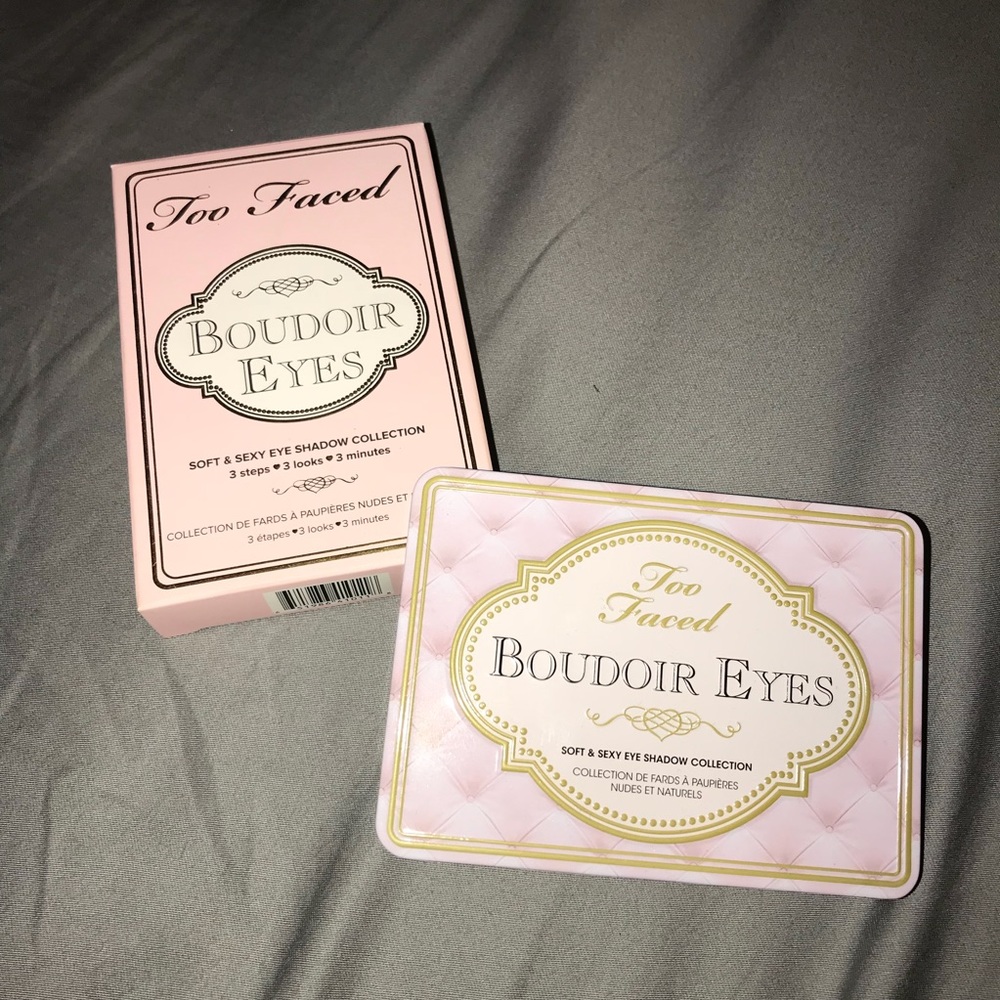 Too Faced
BOUDOIR
EYES
SOFT & SEXY EYE SHADOW COLLECTION
3 steps ♥ 3 looks ♥ 3 minutes
COLLECTION DE FARDS À PAUPIÈRES NUDES ET
3 étapes ♥ 3 looks ♥ 3 minutes
Too
Faced
BOUDOIR EYES
SOFT & SEXY EYE SHADOW COLLECTION
COLLECTION DE FARDS À PAUPIÈRES
NUDES ET NATURELS